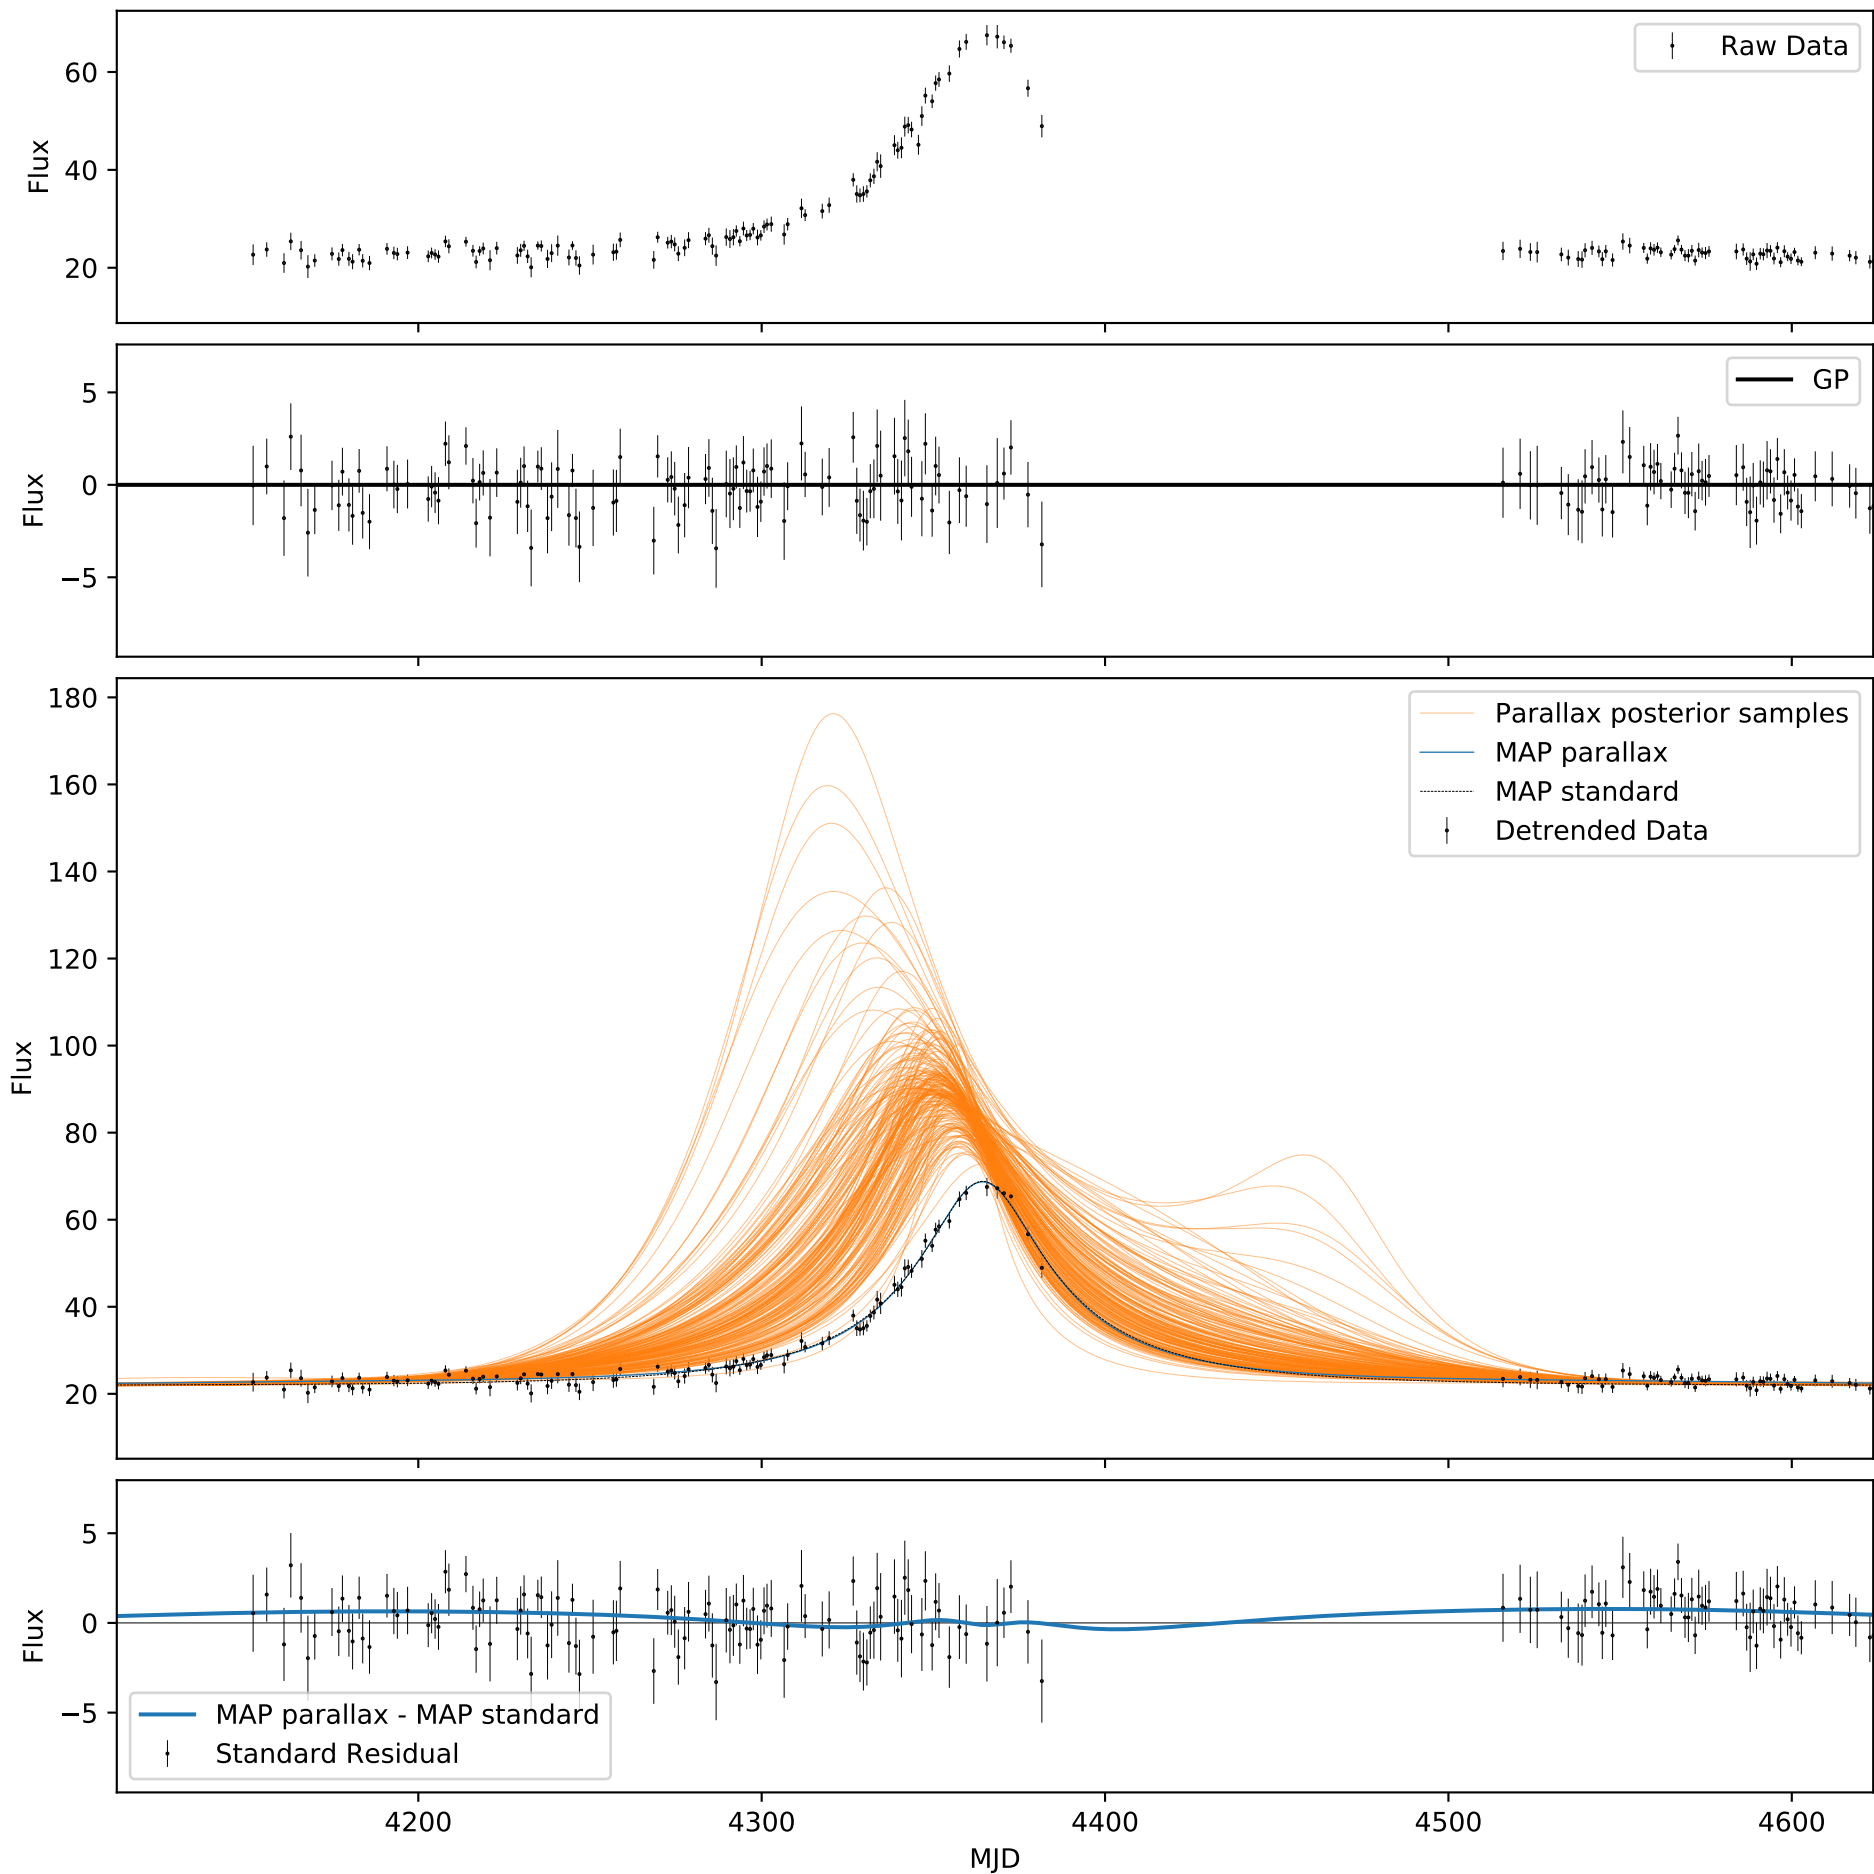 Raw Data
60
40
20
Flux
GP
5
0
−5
Flux
Parallax posterior samples
MAP parallax
MAP standard
Detrended Data
180
160
140
120
100
80
60
40
20
Flux
5
0
−5
Flux
MAP parallax - MAP standard
Standard Residual
4200
4300
4400
4500
4600
MJD